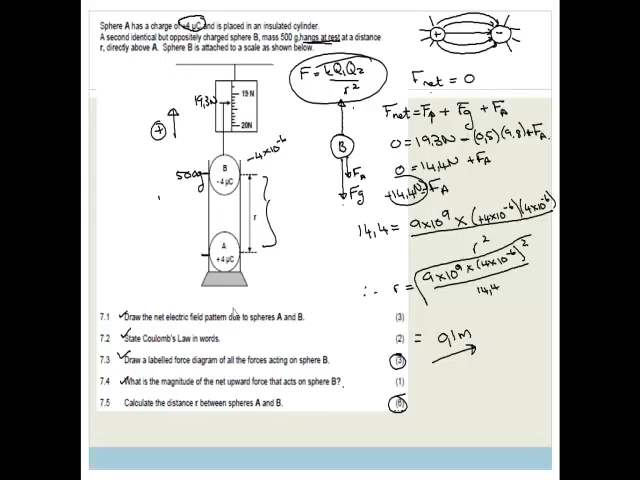 Sphere A has a charge of +4 µC and is placed in an insulated cylinder.
A second identical but oppositely charged sphere B, mass 500 g, hangs at rest at a distance
r, directly above A. Sphere B is attached to a scale as shown below.
+ -
F = kQ₁Q₂
r²
Fnet = 0
19,3N
19 N
20N
+
-4×10⁻⁶
500g
B
-4 µC
r
A
+4 µC
B
FA
Fg
Fnet = FA + Fg + FA
0 = 19,3N - (0,5)(9,8) + FA
0 = 14,4N + FA
+14,4N = FA
14,4 = 9×10⁹ × (+4×10⁻⁶)(4×10⁻⁶)
r²
∴ r = √9×10⁹ × (4×10⁻⁶)²
14,4
= 0,1m
7.1 Draw the net electric field pattern due to spheres A and B. (3)
7.2 State Coulomb's Law in words. (2)
7.3 Draw a labelled force diagram of all the forces acting on sphere B. (3)
7.4 What is the magnitude of the net upward force that acts on sphere B? (1)
7.5 Calculate the distance r between spheres A and B. (6)